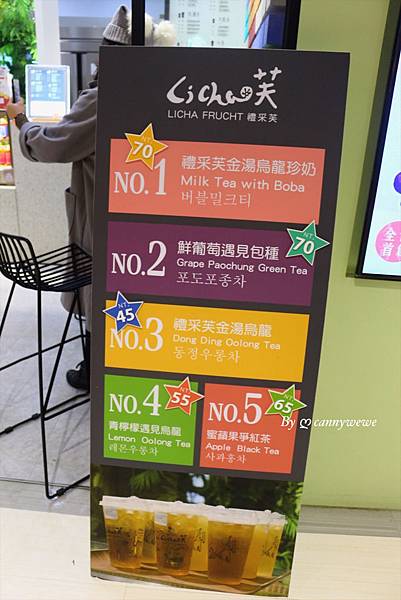 Licha芙
LICHA FRUCHT 禮采芙
NT. 70
NO.1
禮采芙金湯烏龍珍奶
Milk Tea with Boba
버블밀크티
NO.2
鮮葡萄遇見包種
Grape Paochung Green Tea
포도포종차
NT. 70
NT. 45
NO.3
禮采芙金湯烏龍
Dong Ding Oolong Tea
동정우롱차
NO.4
NT. 55
青檸檬遇見烏龍
Lemon Oolong Tea
레몬우롱차
NO.5
NT. 65
蜜蘋果爭紅茶
Apple Black Tea
사과홍차
By cannywewe